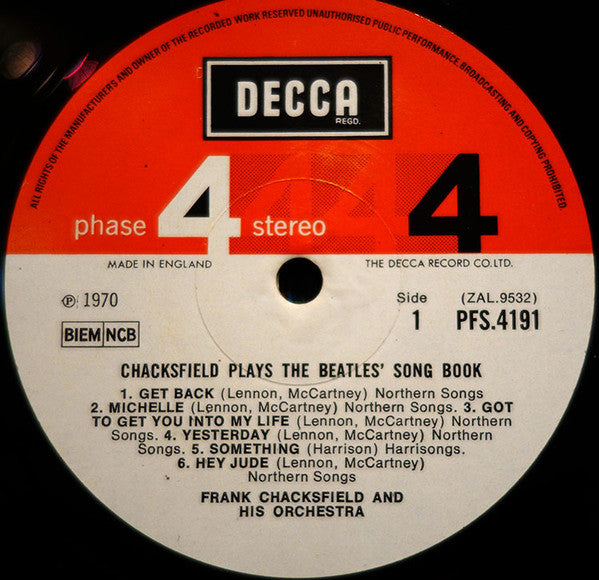 ALL RIGHTS OF THE MANUFACTURERS AND OWNER OF THE RECORDED WORK RESERVED UNAUTHORISED PUBLIC PERFORMANCE, BROADCASTING AND COPYING PROHIBITED.
DECCA
REGD.
phase 4 stereo 4 4 4
MADE IN ENGLAND THE DECCA RECORD CO.LTD.
℗ 1970 Side (ZAL.9532)
BIEM NCB 1 PFS.4191
CHACKSFIELD PLAYS THE BEATLES' SONG BOOK
1. GET BACK (Lennon, McCartney) Northern Songs
2. MICHELLE (Lennon, McCartney) Northern Songs. 3. GOT
TO GET YOU INTO MY LIFE (Lennon, McCartney) Northern
Songs. 4. YESTERDAY (Lennon, McCartney) Northern
Songs. 5. SOMETHING (Harrison) Harrisongs.
6. HEY JUDE (Lennon, McCartney)
Northern Songs
FRANK CHACKSFIELD AND
HIS ORCHESTRA